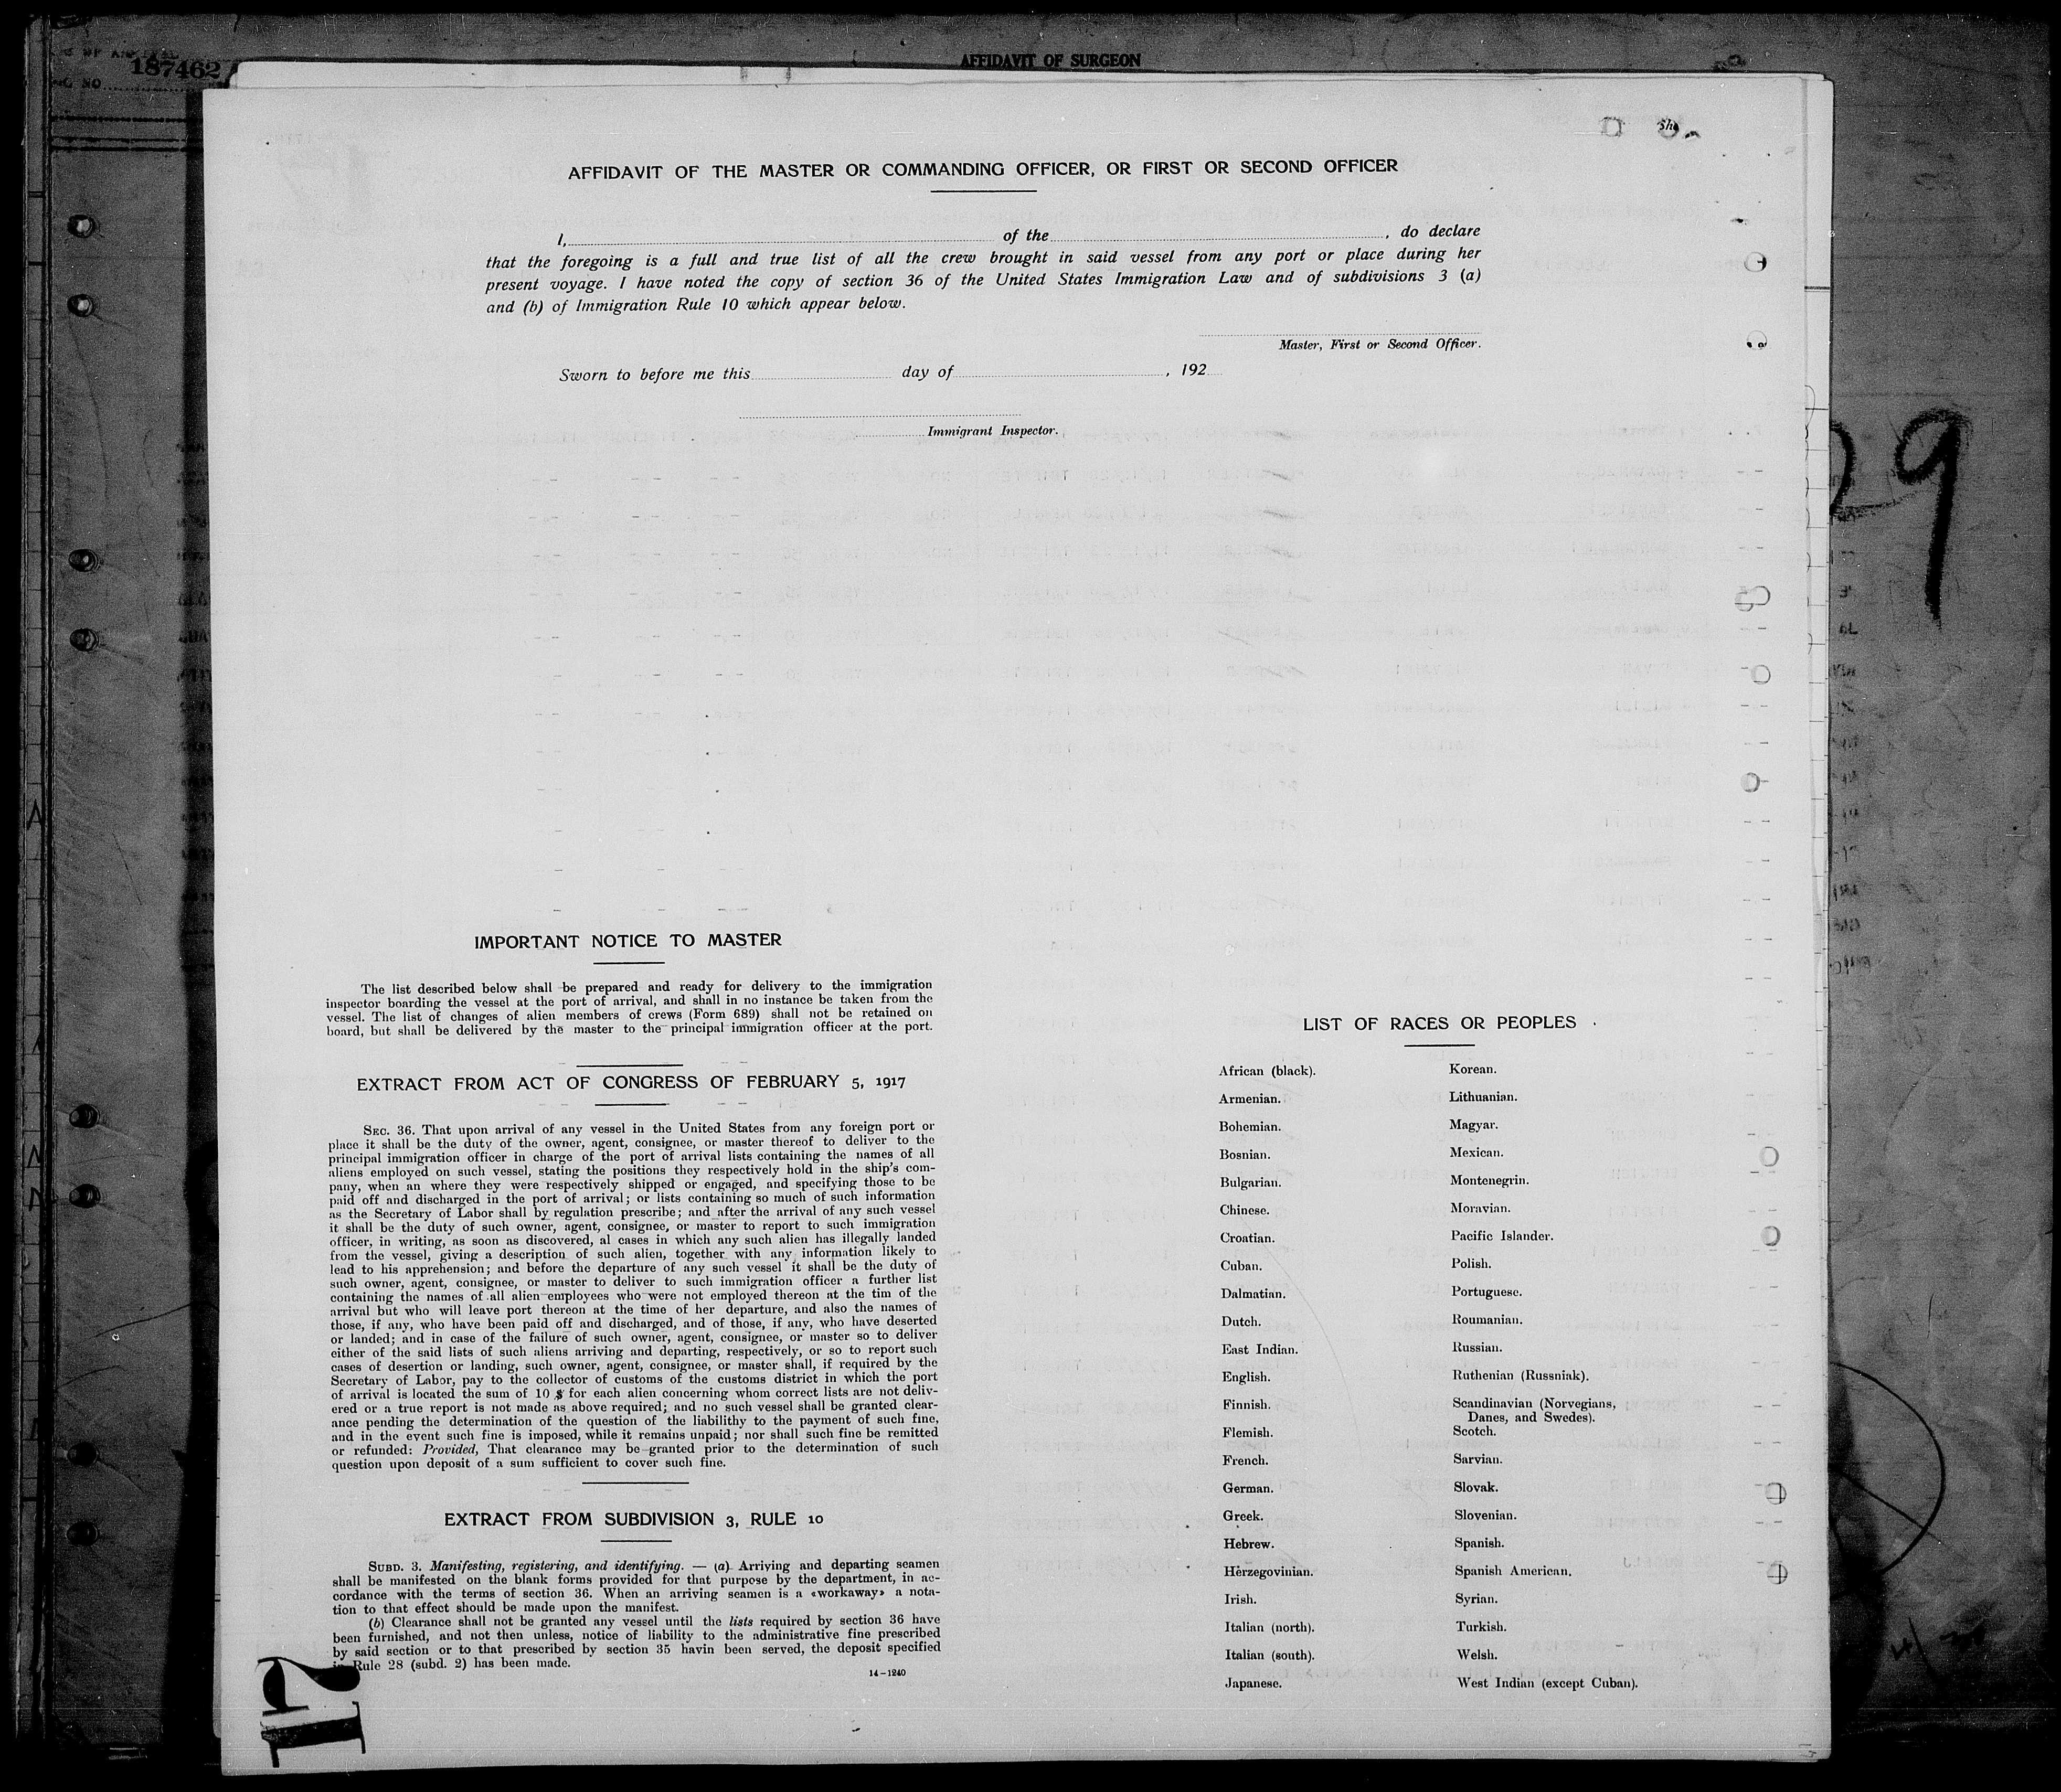 187462
AFFIDAVIT OF SURGEON
AFFIDAVIT OF THE MASTER OR COMMANDING OFFICER, OR FIRST OR SECOND OFFICER
I, of the , do declare
that the foregoing is a full and true list of all the crew brought in said vessel from any port or place during her
present voyage. I have noted the copy of section 36 of the United States Immigration Law and of subdivisions 3 (a)
and (b) of Immigration Rule 10 which appear below.
Master, First or Second Officer.
Sworn to before me this day of , 192
Immigrant Inspector.
29
IMPORTANT NOTICE TO MASTER
The list described below shall be prepared and ready for delivery to the immigration
inspector boarding the vessel at the port of arrival, and shall in no instance be taken from the
vessel. The list of changes of alien members of crews (Form 689) shall not be retained on
board, but shall be delivered by the master to the principal immigration officer at the port.
EXTRACT FROM ACT OF CONGRESS OF FEBRUARY 5, 1917
SEC. 36. That upon arrival of any vessel in the United States from any foreign port or
place it shall be the duty of the owner, agent, consignee, or master thereof to deliver to the
principal immigration officer in charge of the port of arrival lists containing the names of all
aliens employed on such vessel, stating the positions they respectively hold in the ship's com-
pany, when an where they were respectively shipped or engaged, and specifying those to be
paid off and discharged in the port of arrival; or lists containing so much of such information
as the Secretary of Labor shall by regulation prescribe; and after the arrival of any such vessel
it shall be the duty of such owner, agent, consignee, or master to report to such immigration
officer, in writing, as soon as discovered, al cases in which any such alien has illegally landed
from the vessel, giving a description of such alien, together with any information likely to
lead to his apprehension; and before the departure of any such vessel it shall be the duty of
such owner, agent, consignee, or master to deliver to such immigration officer a further list
containing the names of all alien employees who were not employed thereon at the tim of the
arrival but who will leave port thereon at the time of her departure, and also the names of
those, if any, who have been paid off and discharged, and of those, if any, who have deserted
or landed; and in case of the failure of such owner, agent, consignee, or master so to deliver
either of the said lists of such aliens arriving and departing, respectively, or so to report such
cases of desertion or landing, such owner, agent, consignee, or master shall, if required by the
Secretary of Labor, pay to the collector of customs of the customs district in which the port
of arrival is located the sum of 10 $ for each alien concerning whom correct lists are not deliv-
ered or a true report is not made as above required; and no such vessel shall be granted clear-
ance pending the determination of the question of the liabilithy to the payment of such fine,
and in the event such fine is imposed, while it remains unpaid; nor shall such fine be remitted
or refunded: Provided, That clearance may be granted prior to the determination of such
question upon deposit of a sum sufficient to cover such fine.
EXTRACT FROM SUBDIVISION 3, RULE 10
SUBD. 3. Manifesting, registering, and identifying. — (a) Arriving and departing seamen
shall be manifested on the blank forms provided for that purpose by the department, in ac-
cordance with the terms of section 36. When an arriving seamen is a «workaway» a nota-
tion to that effect should be made upon the manifest.
(b) Clearance shall not be granted any vessel until the lists required by section 36 have
been furnished, and not then unless, notice of liability to the administrative fine prescribed
by said section or to that prescribed by section 35 havin been served, the deposit specified
in Rule 28 (subd. 2) has been made.
14-1240
17
LIST OF RACES OR PEOPLES
African (black).
Armenian.
Bohemian.
Bosnian.
Bulgarian.
Chinese.
Croatian.
Cuban.
Dalmatian.
Dutch.
East Indian.
English.
Finnish.
Flemish.
French.
German.
Greek.
Hebrew.
Herzegovinian.
Irish.
Italian (north).
Italian (south).
Japanese.
Korean.
Lithuanian.
Magyar.
Mexican.
Montenegrin.
Moravian.
Pacific Islander.
Polish.
Portuguese.
Roumanian.
Russian.
Ruthenian (Russniak).
Scandinavian (Norvegians,
Danes, and Swedes).
Scotch.
Sarvian.
Slovak.
Slovenian.
Spanish.
Spanish American.
Syrian.
Turkish.
Welsh.
West Indian (except Cuban).